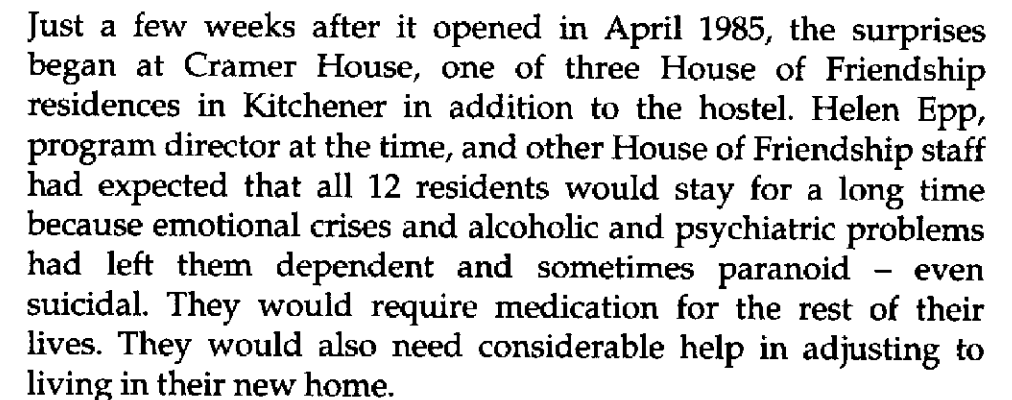 Just a few weeks after it opened in April 1985, the surprises
began at Cramer House, one of three House of Friendship
residences in Kitchener in addition to the hostel. Helen Epp,
program director at the time, and other House of Friendship staff
had expected that all 12 residents would stay for a long time
because emotional crises and alcoholic and psychiatric problems
had left them dependent and sometimes paranoid – even
suicidal. They would require medication for the rest of their
lives. They would also need considerable help in adjusting to
living in their new home.